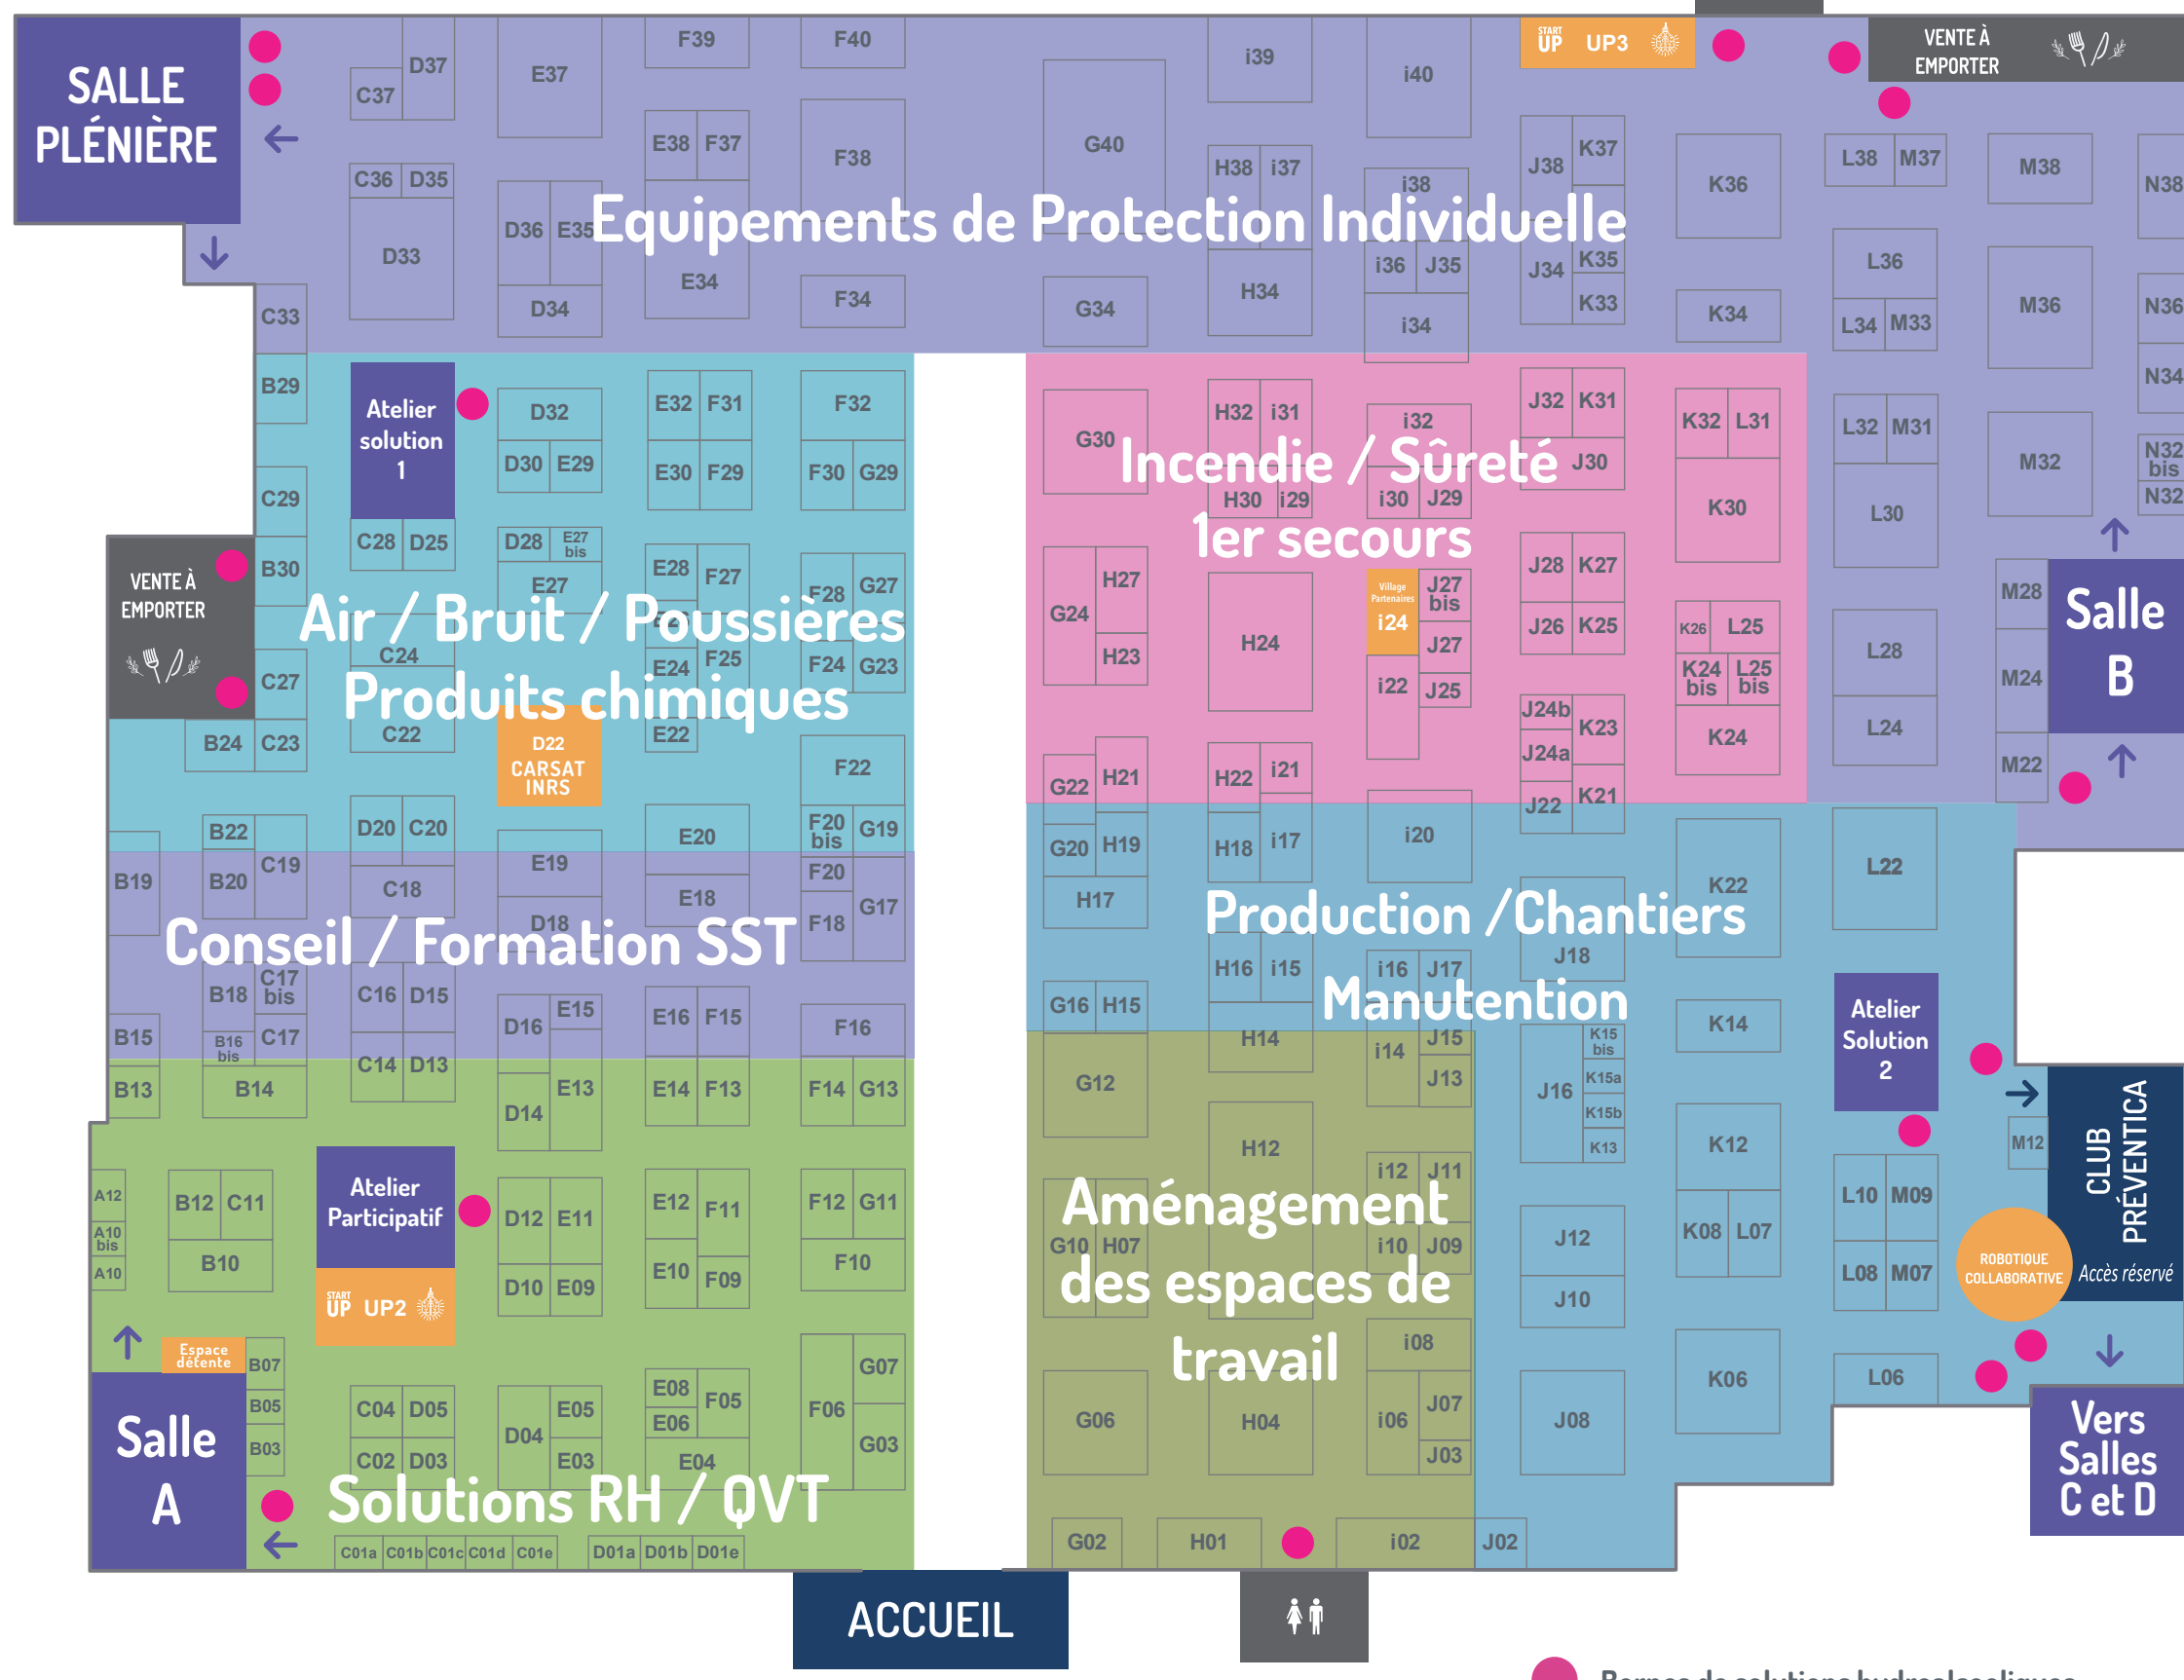 SALLE
PLÉNIÈRE
D37
C37
E37
F39
F40
i39
i40
START
UP UP3
VENTE À
EMPORTER
E38 F37
F38
G40
H38 i37
J38 K37
K36
L38 M37
M38
N38
C36 D35
D36 E35
i38
Equipements de Protection Individuelle
D33
E34
i36 J35
J34 K35
K33
L36
D34
F34
G34
H34
i34
K34
L34 M33
M36
N36
C33
N34
B29
Atelier
solution
1
D32
E32 F31
F32
G30
H32 i31
i32
J32 K31
K32 L31
L32 M31
Incendie / Sûreté
1er secours
D30 E29
E30 F29
F30 G29
H30 i29
i30 J29
J30
K30
L30
M32
N32
bis
N32
C29
C28 D25
D28 E27
bis
E27
B30
E28 F27
F28 G27
G24 H27
H23
H24
Village
Partenaires
i24
J27
bis
J27
i22 J25
J28 K27
J26 K25
K26 L25
K24
bis
L25
bis
L28
M28
Salle
B
VENTE À
EMPORTER
Air / Bruit / Poussières
Produits chimiques
C24
E24 F25
F24 G23
C27
C22
D22
CARSAT
INRS
E22
B24 C23
F22
G22 H21
H22 i21
J24b
J24a
K23
K24
L24
M24
M22
J22 K21
B22
D20 C20
E20
F20
bis
G19
G20 H19
H18 i17
i20
B19
B20 C19
C18
E19
E18
F20
H17
K22
L22
D18
F18 G17
Conseil / Formation SST
Production /Chantiers
Manutention
B18 C17
bis
C16 D15
H16 i15
i16 J17
J18
B15
B16
bis
C17
D16 E15
E16 F15
F16
G16 H15
K14
Atelier
Solution
2
H14
i14 J15
J13
J16
K15
bis
K15a
K15b
K13
B13
B14
C14 D13
D14 E13
E14 F13
F14 G13
G12
K12
M12
CLUB
PRÉVENTICA
Accès réservé
A12
A10
bis
A10
B12 C11
B10
Atelier
Participatif
D12 E11
E12 F11
F12 G11
H12
i12 J11
L10 M09
Aménagement
des espaces de
travail
G10 H07
i10 J09
J12
K08 L07
L08 M07
ROBOTIQUE
COLLABORATIVE
START
UP UP2
D10 E09
E10 F09
F10
J10
Espace
détente
B07
B05
B03
i08
K06
L06
Salle
A
C04 D05
C02 D03
D04 E05
E03
E08
E06
F05
E04
F06 G07
G03
G06
H04
i06 J07
J03
J08
Vers
Salles
C et D
Solutions RH / QVT
C01a C01b C01c C01d C01e
D01a D01b D01e
G02
H01
i02
J02
ACCUEIL
Bornes de solutions hydroalcooliques